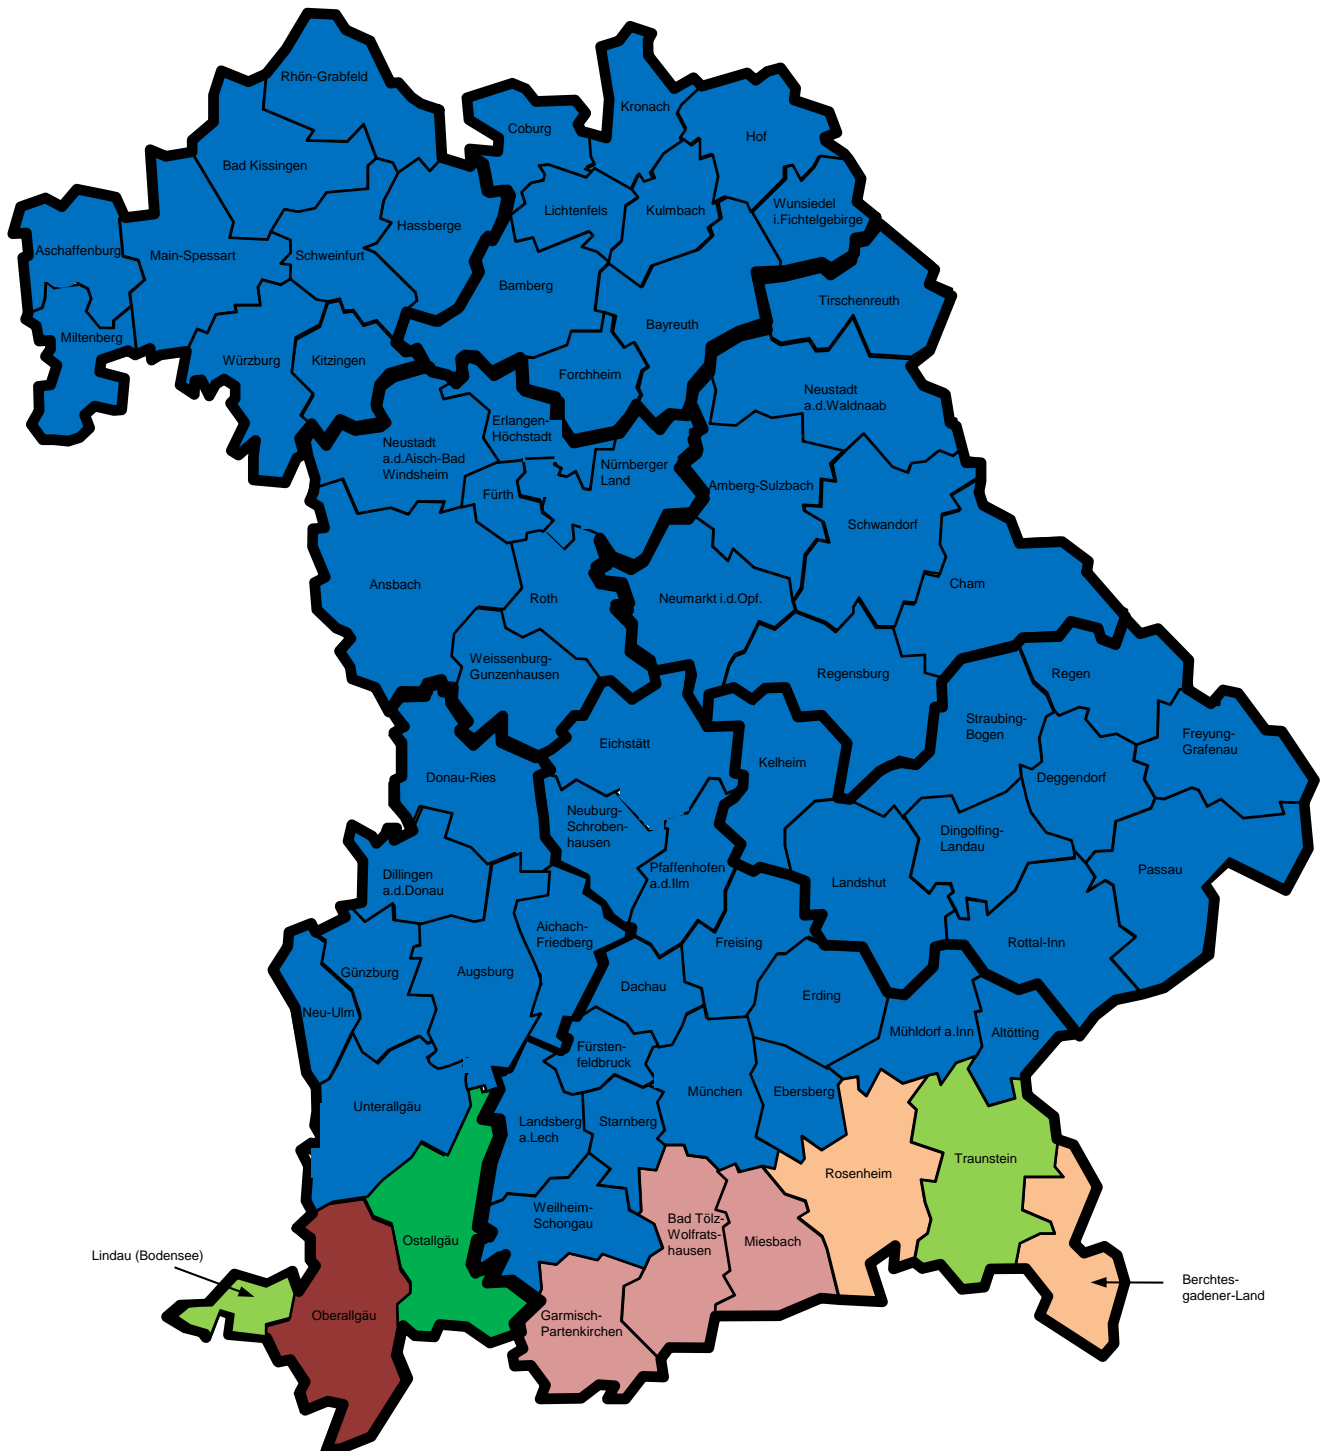 Rhön-Grabfeld
Kronach
Coburg
Hof
Bad Kissingen
Wunsiedel
i.Fichtelgebirge
Lichtenfels
Kulmbach
Hassberge
Aschaffenburg
Main-Spessart
Schweinfurt
Bamberg
Tirschenreuth
Bayreuth
Miltenberg
Würzburg
Kitzingen
Forchheim
Neustadt
a.d.Waldnaab
Erlangen-
Höchstadt
Neustadt
a.d.Aisch-Bad
Windsheim
Nürnberger
Land
Fürth
Amberg-Sulzbach
Schwandorf
Ansbach
Roth
Neumarkt i.d.Opf.
Cham
Weissenburg-
Gunzenhausen
Regensburg
Regen
Straubing-
Bogen
Freyung-
Grafenau
Eichstätt
Kelheim
Donau-Ries
Deggendorf
Neuburg-
Schroben-
hausen
Dingolfing-
Landau
Pfaffenhofen
a.d.Ilm
Passau
Dillingen
a.d.Donau
Landshut
Aichach-
Friedberg
Freising
Rottal-Inn
Günzburg
Augsburg
Dachau
Erding
Neu-Ulm
Mühldorf a.Inn
Altötting
Fürsten-
feldbruck
München
Ebersberg
Unterallgäu
Landsberg
a.Lech
Starnberg
Traunstein
Rosenheim
Weilheim-
Schongau
Bad Tölz-
Wolfrats-
hausen
Miesbach
Ostallgäu
Lindau (Bodensee)
Berchtes-
gadener-Land
Oberallgäu
Garmisch-
Partenkirchen